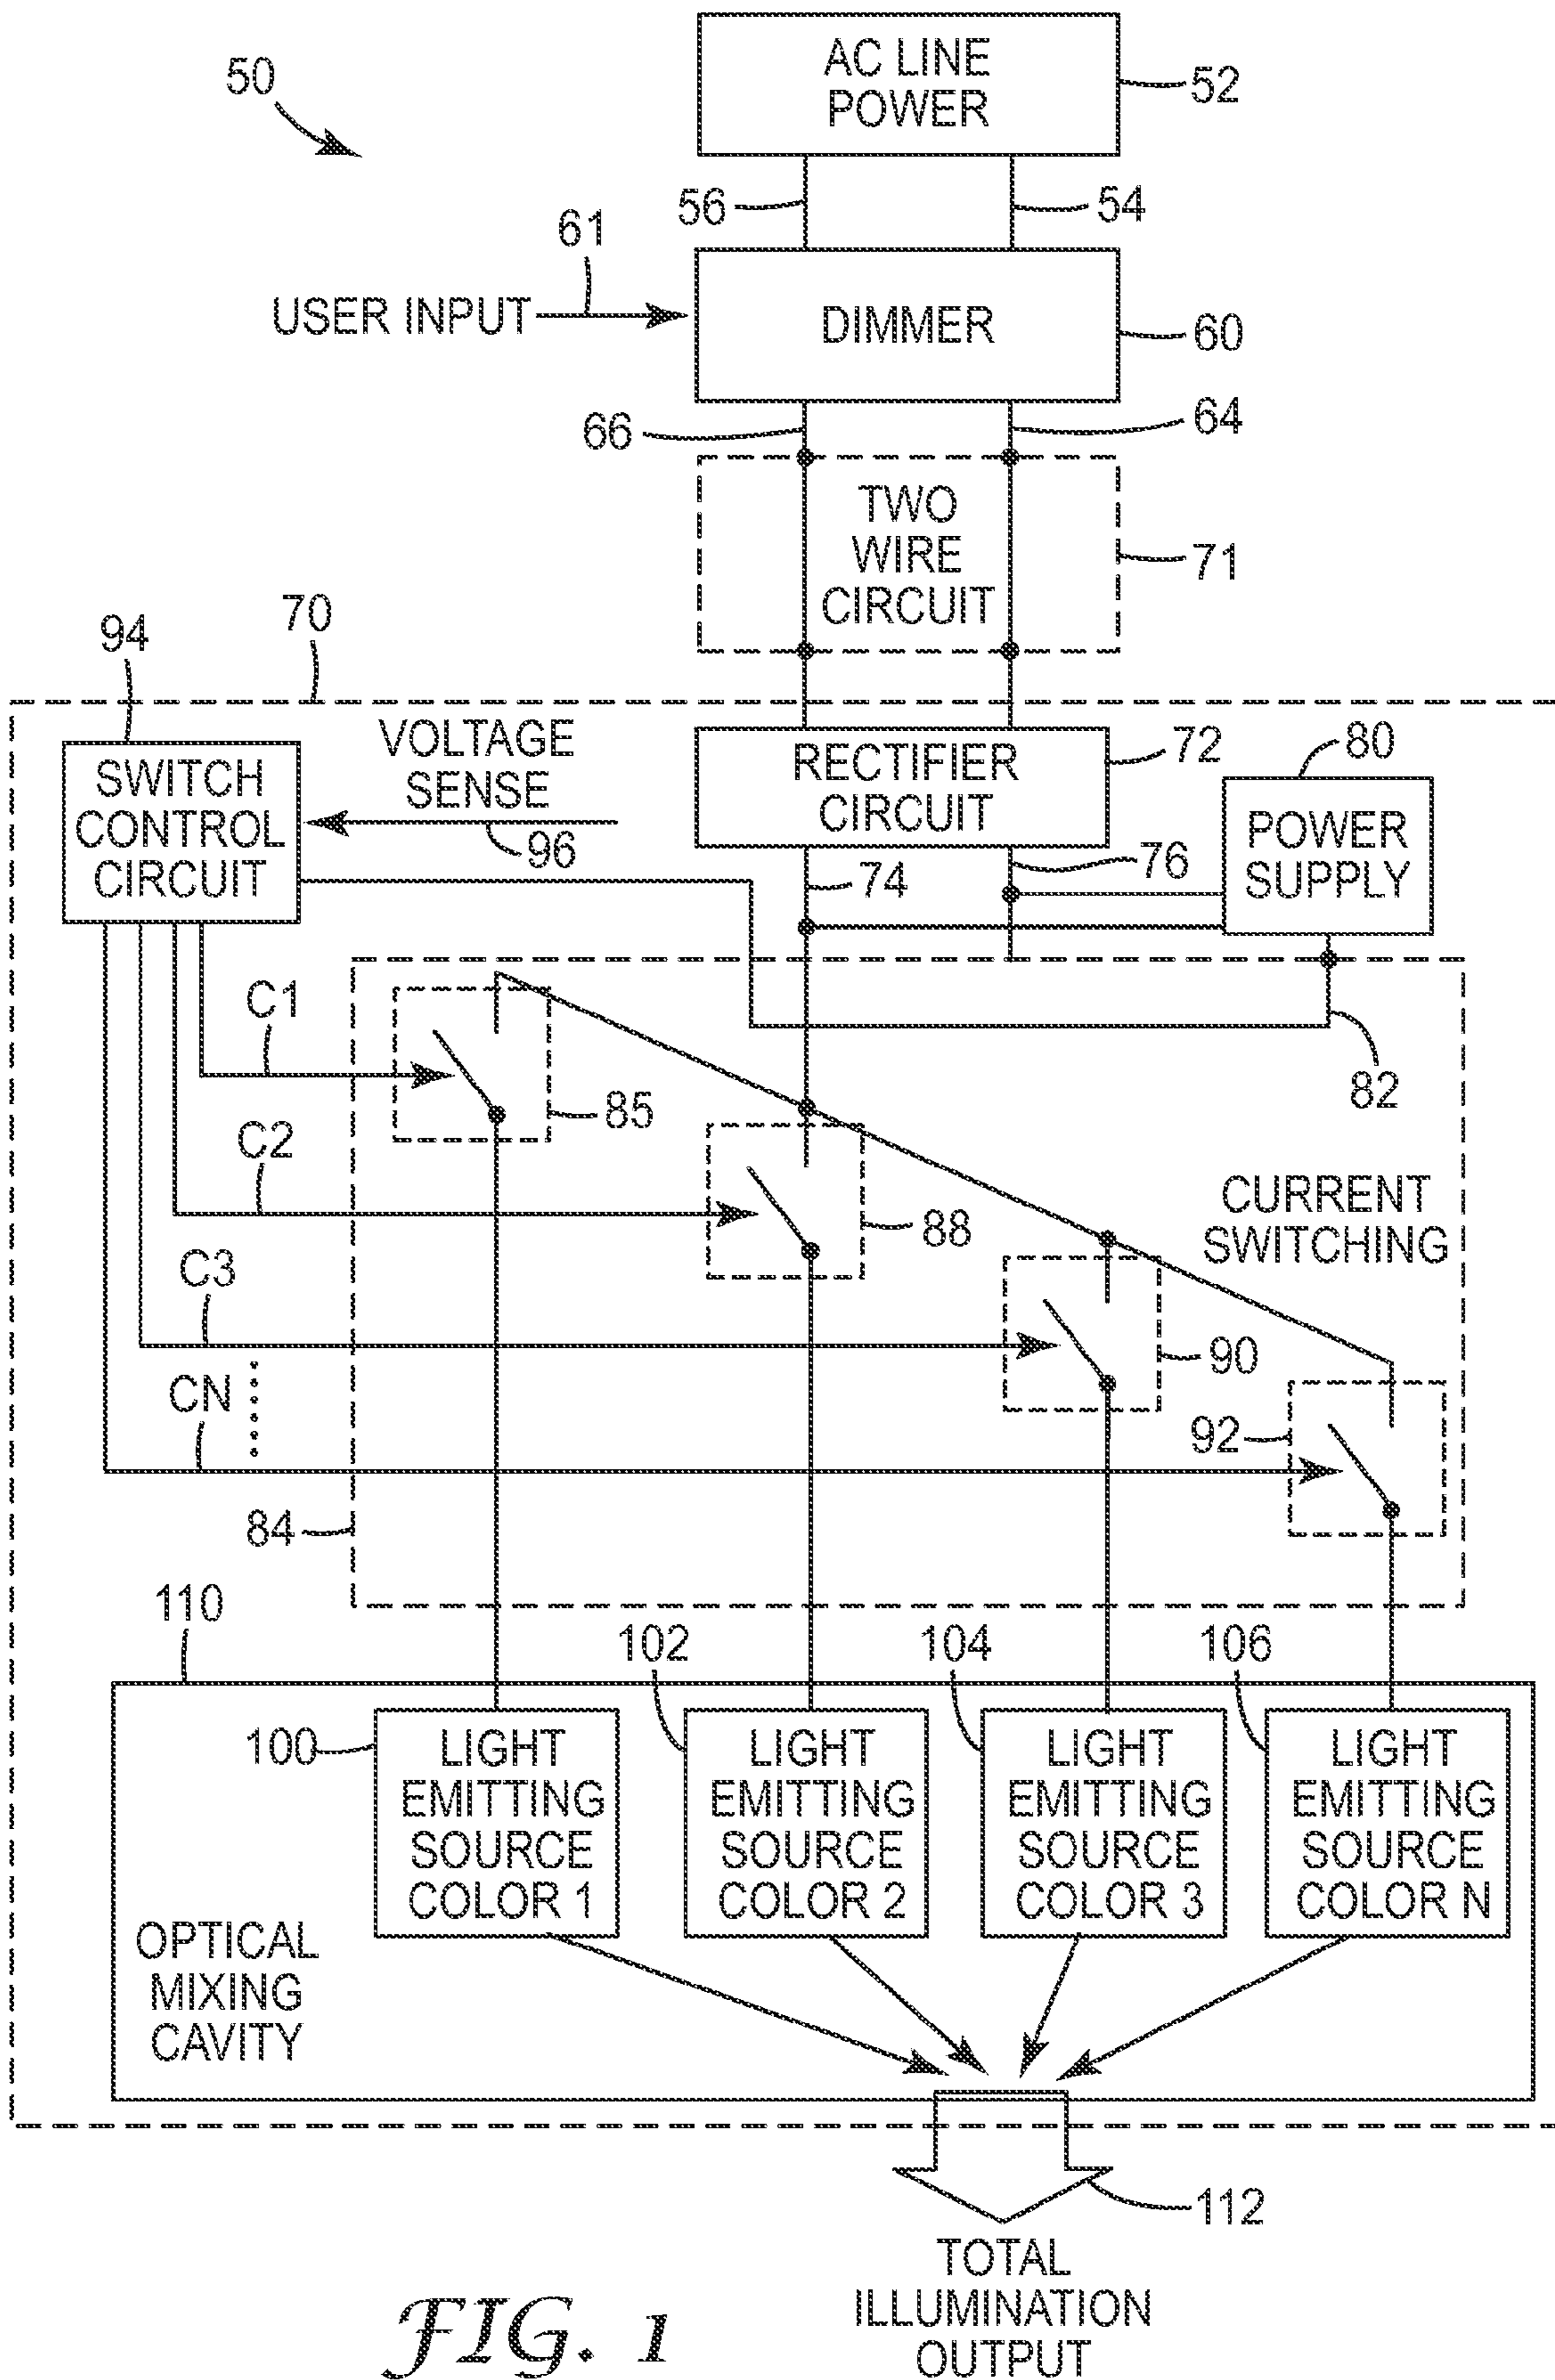 50
AC LINE
POWER
52
56
54
61
USER INPUT
DIMMER
60
66
64
TWO
WIRE
CIRCUIT
71
94
70
SWITCH
CONTROL
CIRCUIT
VOLTAGE
SENSE
96
RECTIFIER
CIRCUIT
72
80
POWER
SUPPLY
74
76
82
C1
85
C2
88
CURRENT
SWITCHING
C3
90
CN
92
84
110
102
104
106
100
LIGHT
EMITTING
SOURCE
COLOR 1
LIGHT
EMITTING
SOURCE
COLOR 2
LIGHT
EMITTING
SOURCE
COLOR 3
LIGHT
EMITTING
SOURCE
COLOR N
OPTICAL
MIXING
CAVITY
112
TOTAL
ILLUMINATION
OUTPUT
FIG. 1